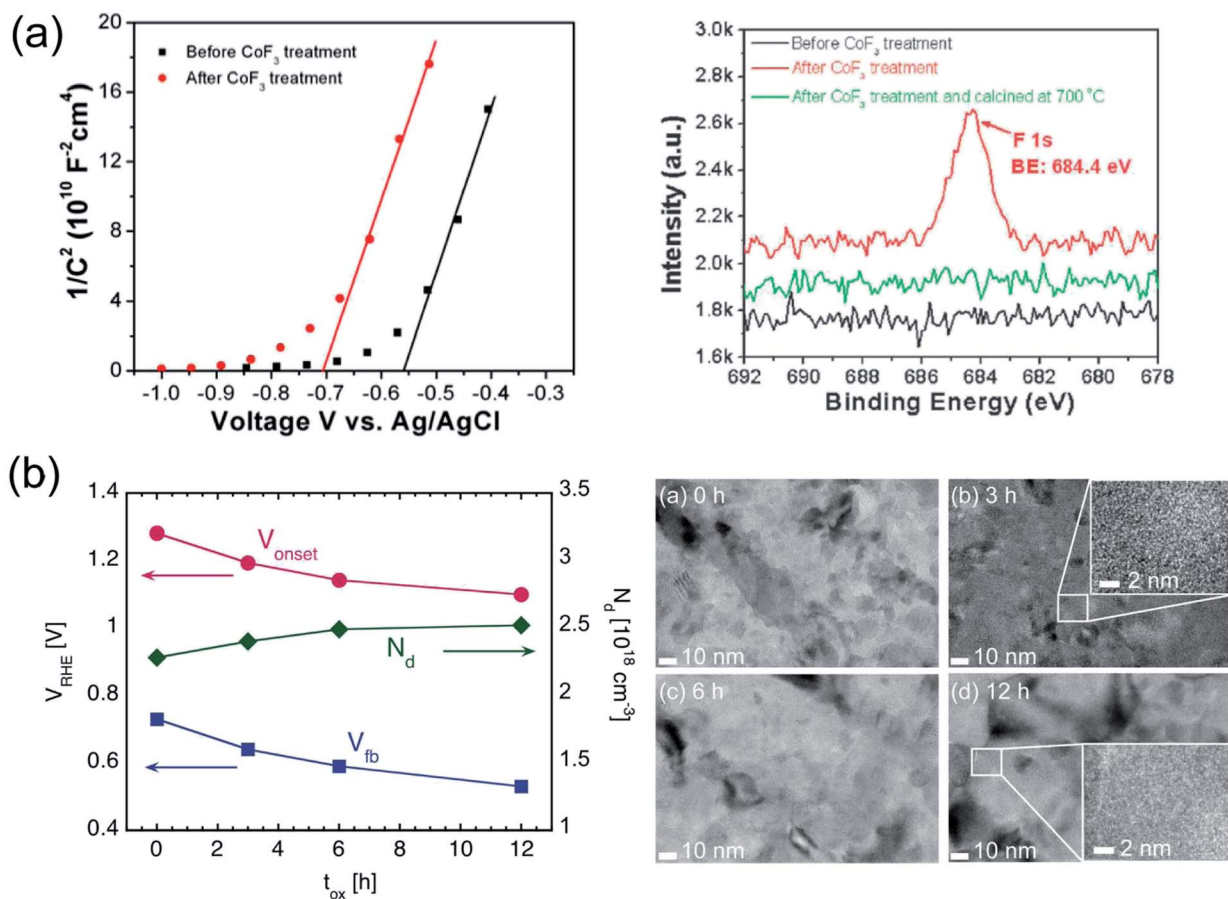 (a)
20
16
12
8
4
0
1/C² (10¹⁰ F⁻²cm⁴)
Before CoF₃ treatment
After CoF₃ treatment
-1.0 -0.9 -0.8 -0.7 -0.6 -0.5 -0.4 -0.3
Voltage V vs. Ag/AgCl
3.0k
2.6k
2.2k
2.0k
1.8k
1.6k
Intensity (a.u.)
Before CoF₃ treatment
After CoF₃ treatment
After CoF₃ treatment and calcined at 700 °C
F 1s
BE: 684.4 eV
692 690 688 686 684 682 680 678
Binding Energy (eV)
(b)
1.4
1.2
1
0.8
0.6
0.4
V_RHE [V]
V_onset
N_d
V_fb
3.5
3
2.5
2
1.5
1
N_d [10¹⁸ cm⁻³]
0 2 4 6 8 10 12
t_ox [h]
(a) 0 h
10 nm
(b) 3 h
2 nm
10 nm
(c) 6 h
10 nm
(d) 12 h
10 nm
2 nm